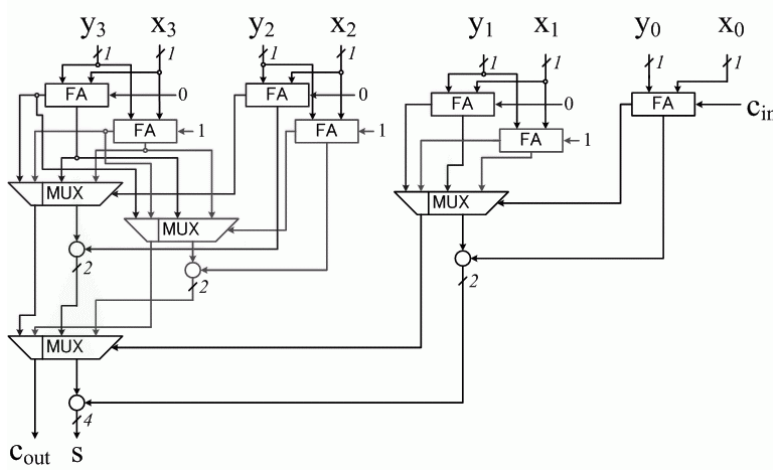 y3 x3 y2 x2 y1 x1 y0 x0
1 1 1 1 1 1 1 1
FA 0 FA 0 FA 0 FA cin
FA 1 FA 1 FA 1
MUX MUX
MUX
2 2
2
MUX
4
cout s